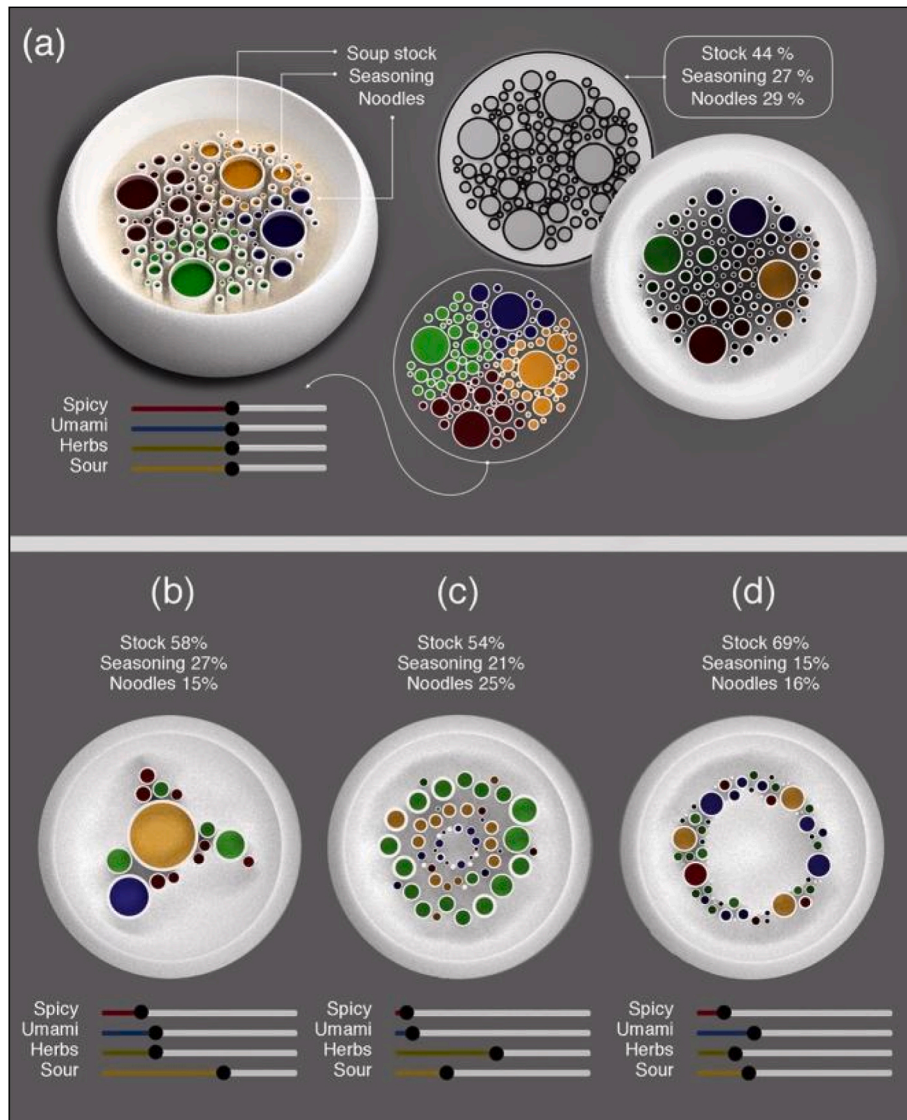 (a)
Soup stock
Seasoning
Noodles
Stock 44 %
Seasoning 27 %
Noodles 29 %
Spicy
Umami
Herbs
Sour
(b)
Stock 58%
Seasoning 27%
Noodles 15%
Spicy
Umami
Herbs
Sour
(c)
Stock 54%
Seasoning 21%
Noodles 25%
Spicy
Umami
Herbs
Sour
(d)
Stock 69%
Seasoning 15%
Noodles 16%
Spicy
Umami
Herbs
Sour